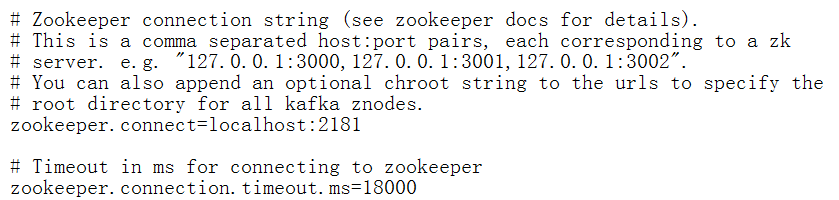 # Zookeeper connection string (see zookeeper docs for details).
# This is a comma separated host:port pairs, each corresponding to a zk
# server. e.g. "127.0.0.1:3000,127.0.0.1:3001,127.0.0.1:3002".
# You can also append an optional chroot string to the urls to specify the
# root directory for all kafka znodes.
zookeeper.connect=localhost:2181

# Timeout in ms for connecting to zookeeper
zookeeper.connection.timeout.ms=18000